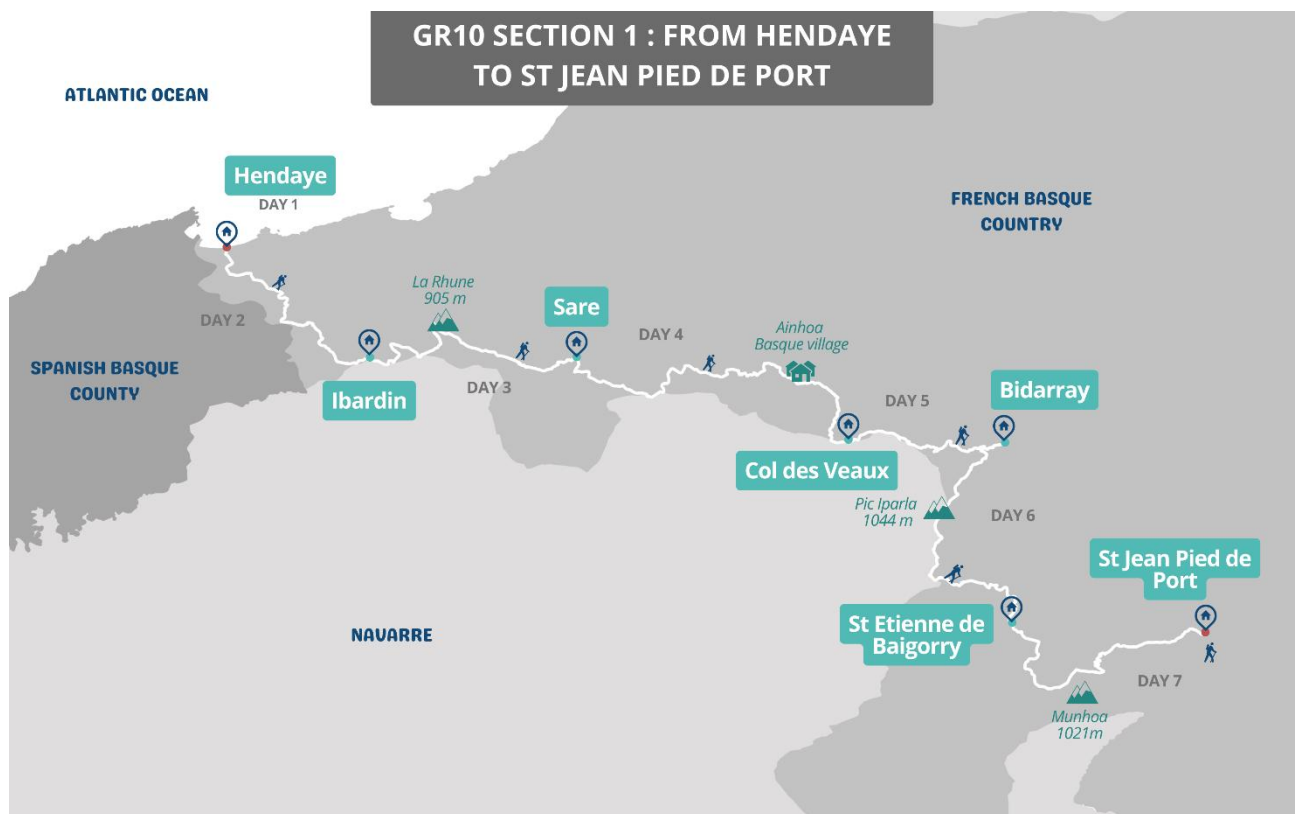 GR10 SECTION 1 : FROM HENDAYE
TO ST JEAN PIED DE PORT
ATLANTIC OCEAN
Hendaye
DAY 1
FRENCH BASQUE
COUNTRY
La Rhune
905 m
Sare
DAY 2
DAY 4
Ainhoa
Basque village
SPANISH BASQUE
COUNTY
Ibardin
DAY 3
DAY 5
Bidarray
Col des Veaux
Pic Iparla
1044 m
DAY 6
St Jean Pied de
Port
NAVARRE
St Etienne de
Baigorry
DAY 7
Munhoa
1021m